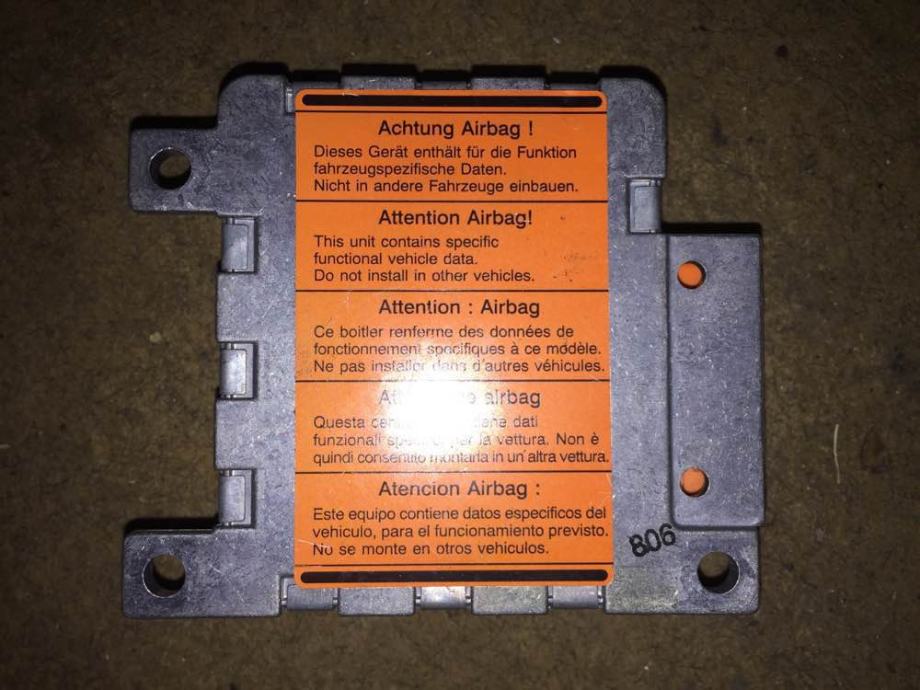 Achtung Airbag !
Dieses Gerät enthält für die Funktion
fahrzeugspezifische Daten.
Nicht in andere Fahrzeuge einbauen.
Attention Airbag!
This unit contains specific
functional vehicle data.
Do not install in other vehicles.
Attention : Airbag
Ce boitler renferme des données de
fonctionnement spécifiques à ce modèle.
Ne pas installer dans d'autres véhicules.
airbag
Questa dati
funzionali per la vettura. Non è
quindi consentito montarla in un'altra vettura.
Atencion Airbag :
Este equipo contiene datos especificos del
vehiculo, para el funcionamiento previsto.
No se monte en otros vehiculos.
806